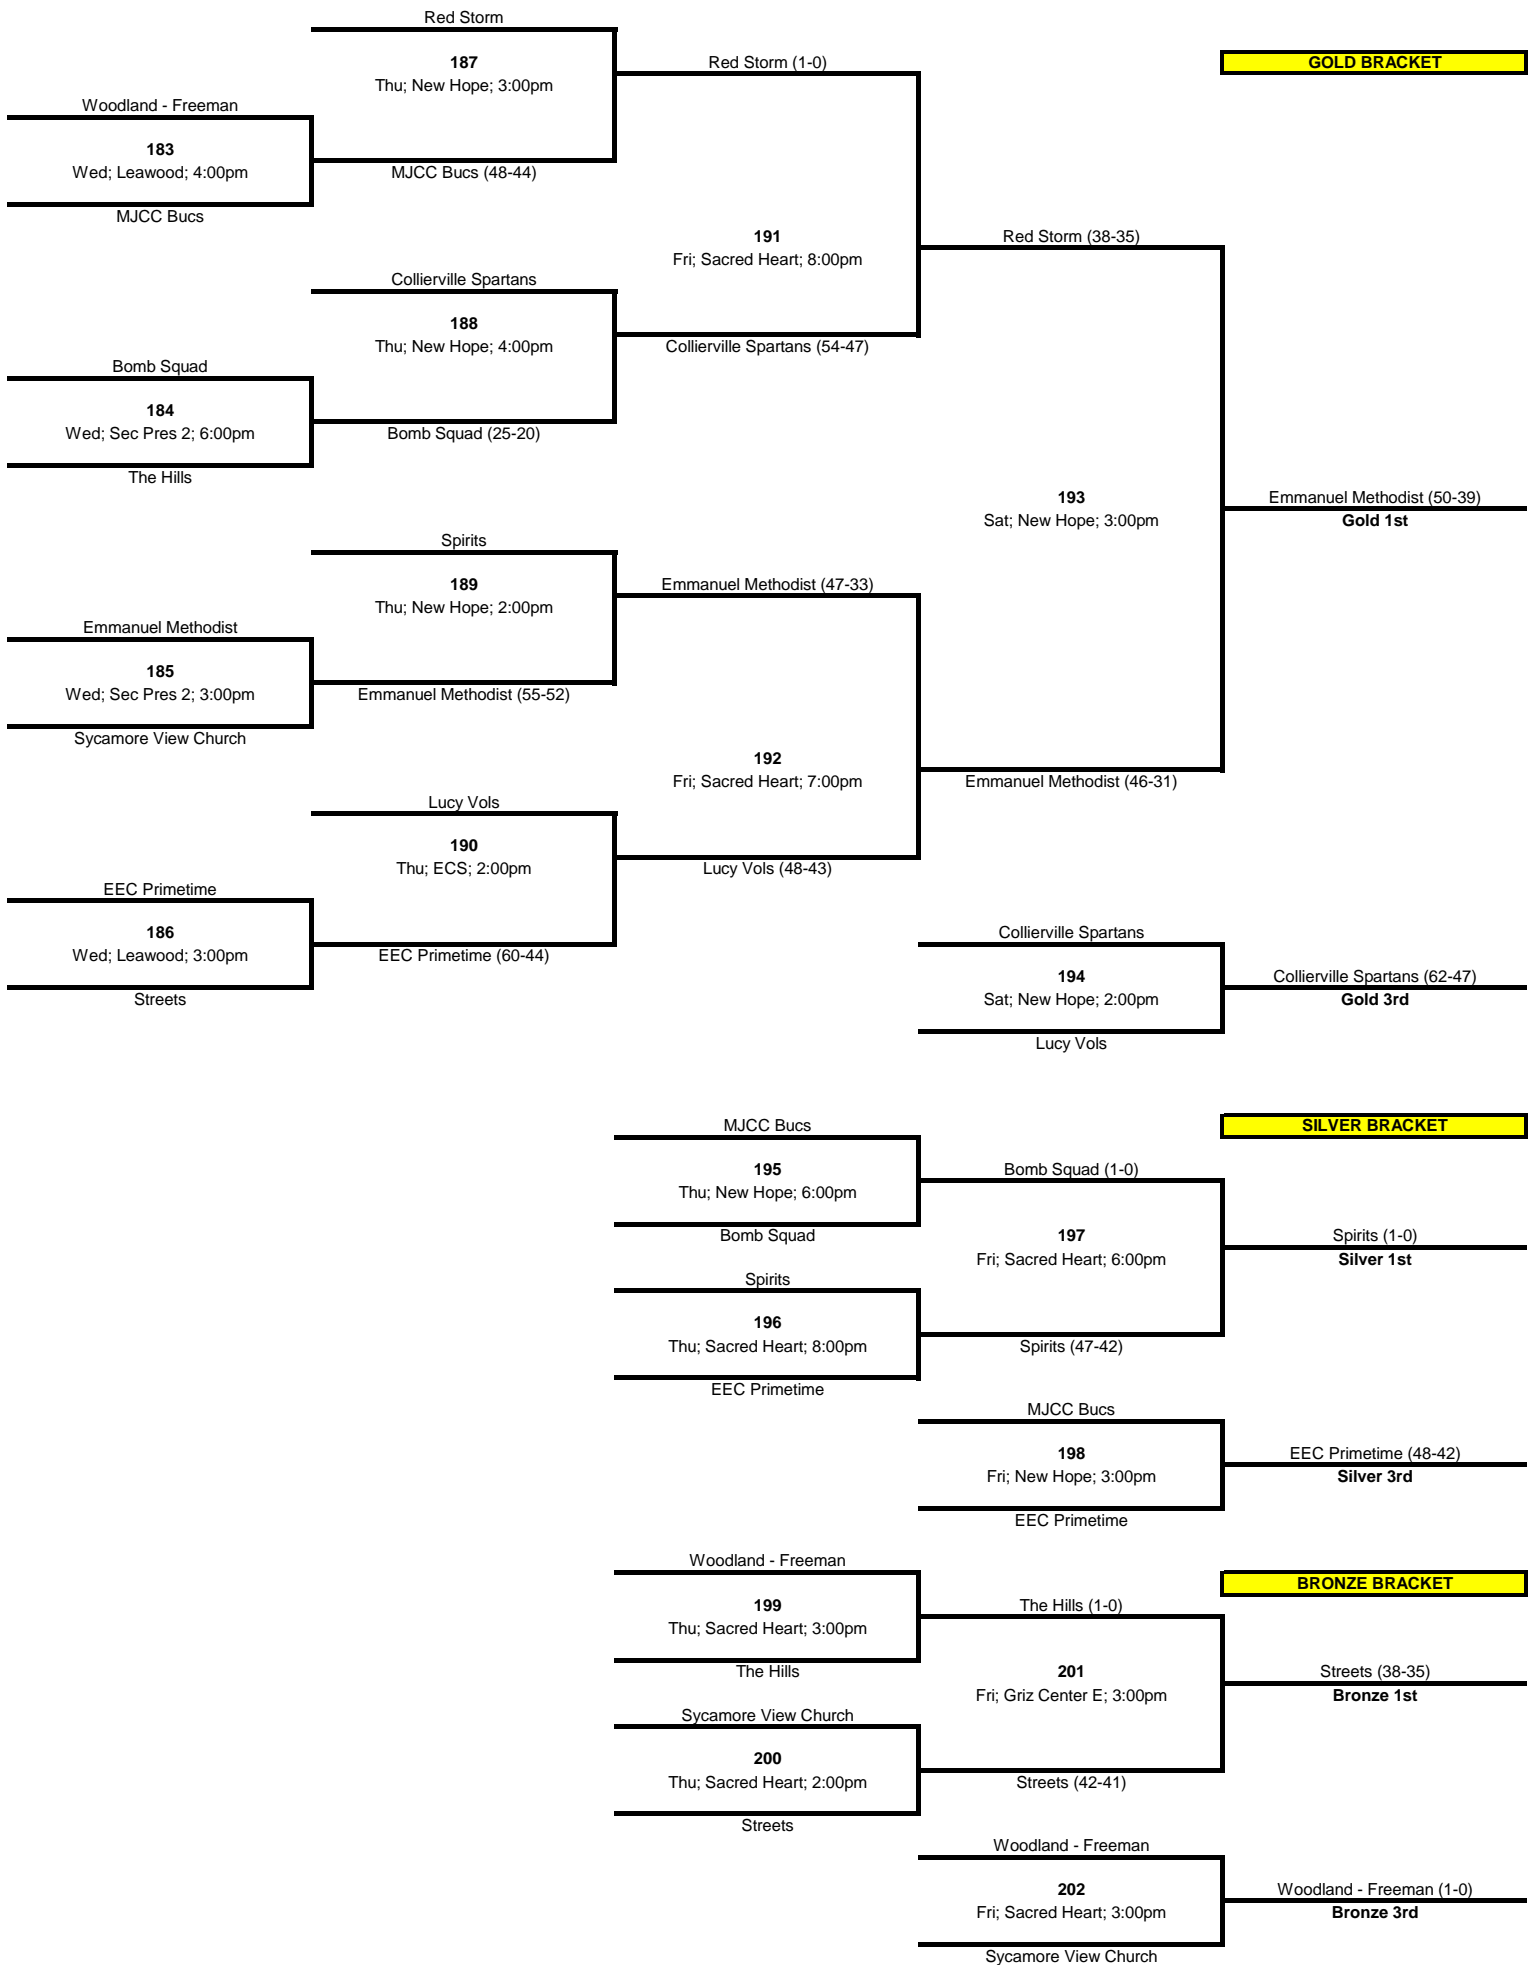 Red Storm
187
Thu; New Hope; 3:00pm
Red Storm (1-0)
GOLD BRACKET
Woodland - Freeman
183
Wed; Leawood; 4:00pm
MJCC Bucs (48-44)
MJCC Bucs
191
Fri; Sacred Heart; 8:00pm
Red Storm (38-35)
Collierville Spartans
188
Thu; New Hope; 4:00pm
Collierville Spartans (54-47)
Bomb Squad
184
Wed; Sec Pres 2; 6:00pm
Bomb Squad (25-20)
The Hills
193
Sat; New Hope; 3:00pm
Emmanuel Methodist (50-39)
Gold 1st
Spirits
189
Thu; New Hope; 2:00pm
Emmanuel Methodist (47-33)
Emmanuel Methodist
185
Wed; Sec Pres 2; 3:00pm
Emmanuel Methodist (55-52)
Sycamore View Church
192
Fri; Sacred Heart; 7:00pm
Emmanuel Methodist (46-31)
Lucy Vols
190
Thu; ECS; 2:00pm
Lucy Vols (48-43)
EEC Primetime
186
Wed; Leawood; 3:00pm
EEC Primetime (60-44)
Streets
Collierville Spartans
194
Sat; New Hope; 2:00pm
Collierville Spartans (62-47)
Gold 3rd
Lucy Vols
MJCC Bucs
SILVER BRACKET
195
Thu; New Hope; 6:00pm
Bomb Squad (1-0)
Bomb Squad
197
Fri; Sacred Heart; 6:00pm
Spirits (1-0)
Silver 1st
Spirits
196
Thu; Sacred Heart; 8:00pm
Spirits (47-42)
EEC Primetime
MJCC Bucs
198
Fri; New Hope; 3:00pm
EEC Primetime (48-42)
Silver 3rd
EEC Primetime
Woodland - Freeman
BRONZE BRACKET
199
Thu; Sacred Heart; 3:00pm
The Hills (1-0)
The Hills
201
Fri; Griz Center E; 3:00pm
Streets (38-35)
Bronze 1st
Sycamore View Church
200
Thu; Sacred Heart; 2:00pm
Streets (42-41)
Streets
Woodland - Freeman
202
Fri; Sacred Heart; 3:00pm
Woodland - Freeman (1-0)
Bronze 3rd
Sycamore View Church